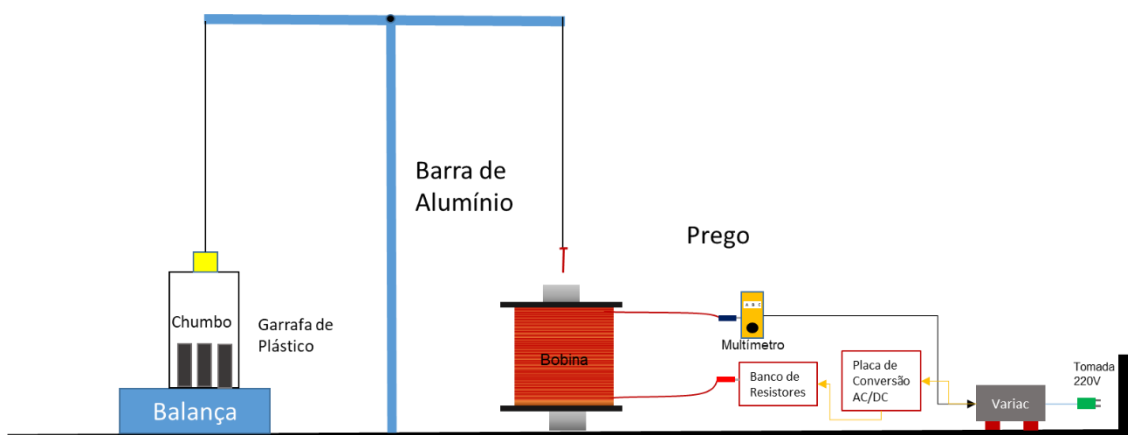 Barra de
Alumínio
Prego
Chumbo
Garrafa de
Plástico
Balança
Bobina
Multímetro
Banco de
Resistores
Placa de
Conversão
AC/DC
Variac
Tomada
220V